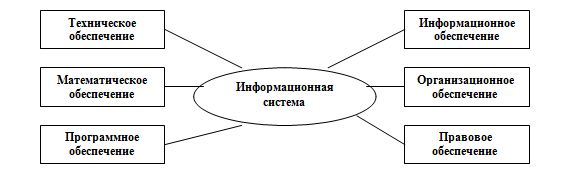 Техническое
обеспечение
Информационное
обеспечение
Математическое
обеспечение
Информационная
система
Организационное
обеспечение
Программное
обеспечение
Правовое
обеспечение